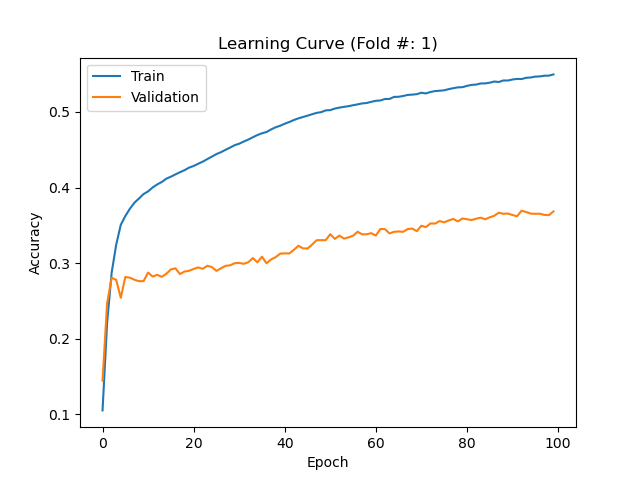 Learning Curve (Fold #: 1)
Train
Validation
0.5
0.4
0.3
0.2
0.1
Accuracy
0 20 40 60 80 100
Epoch